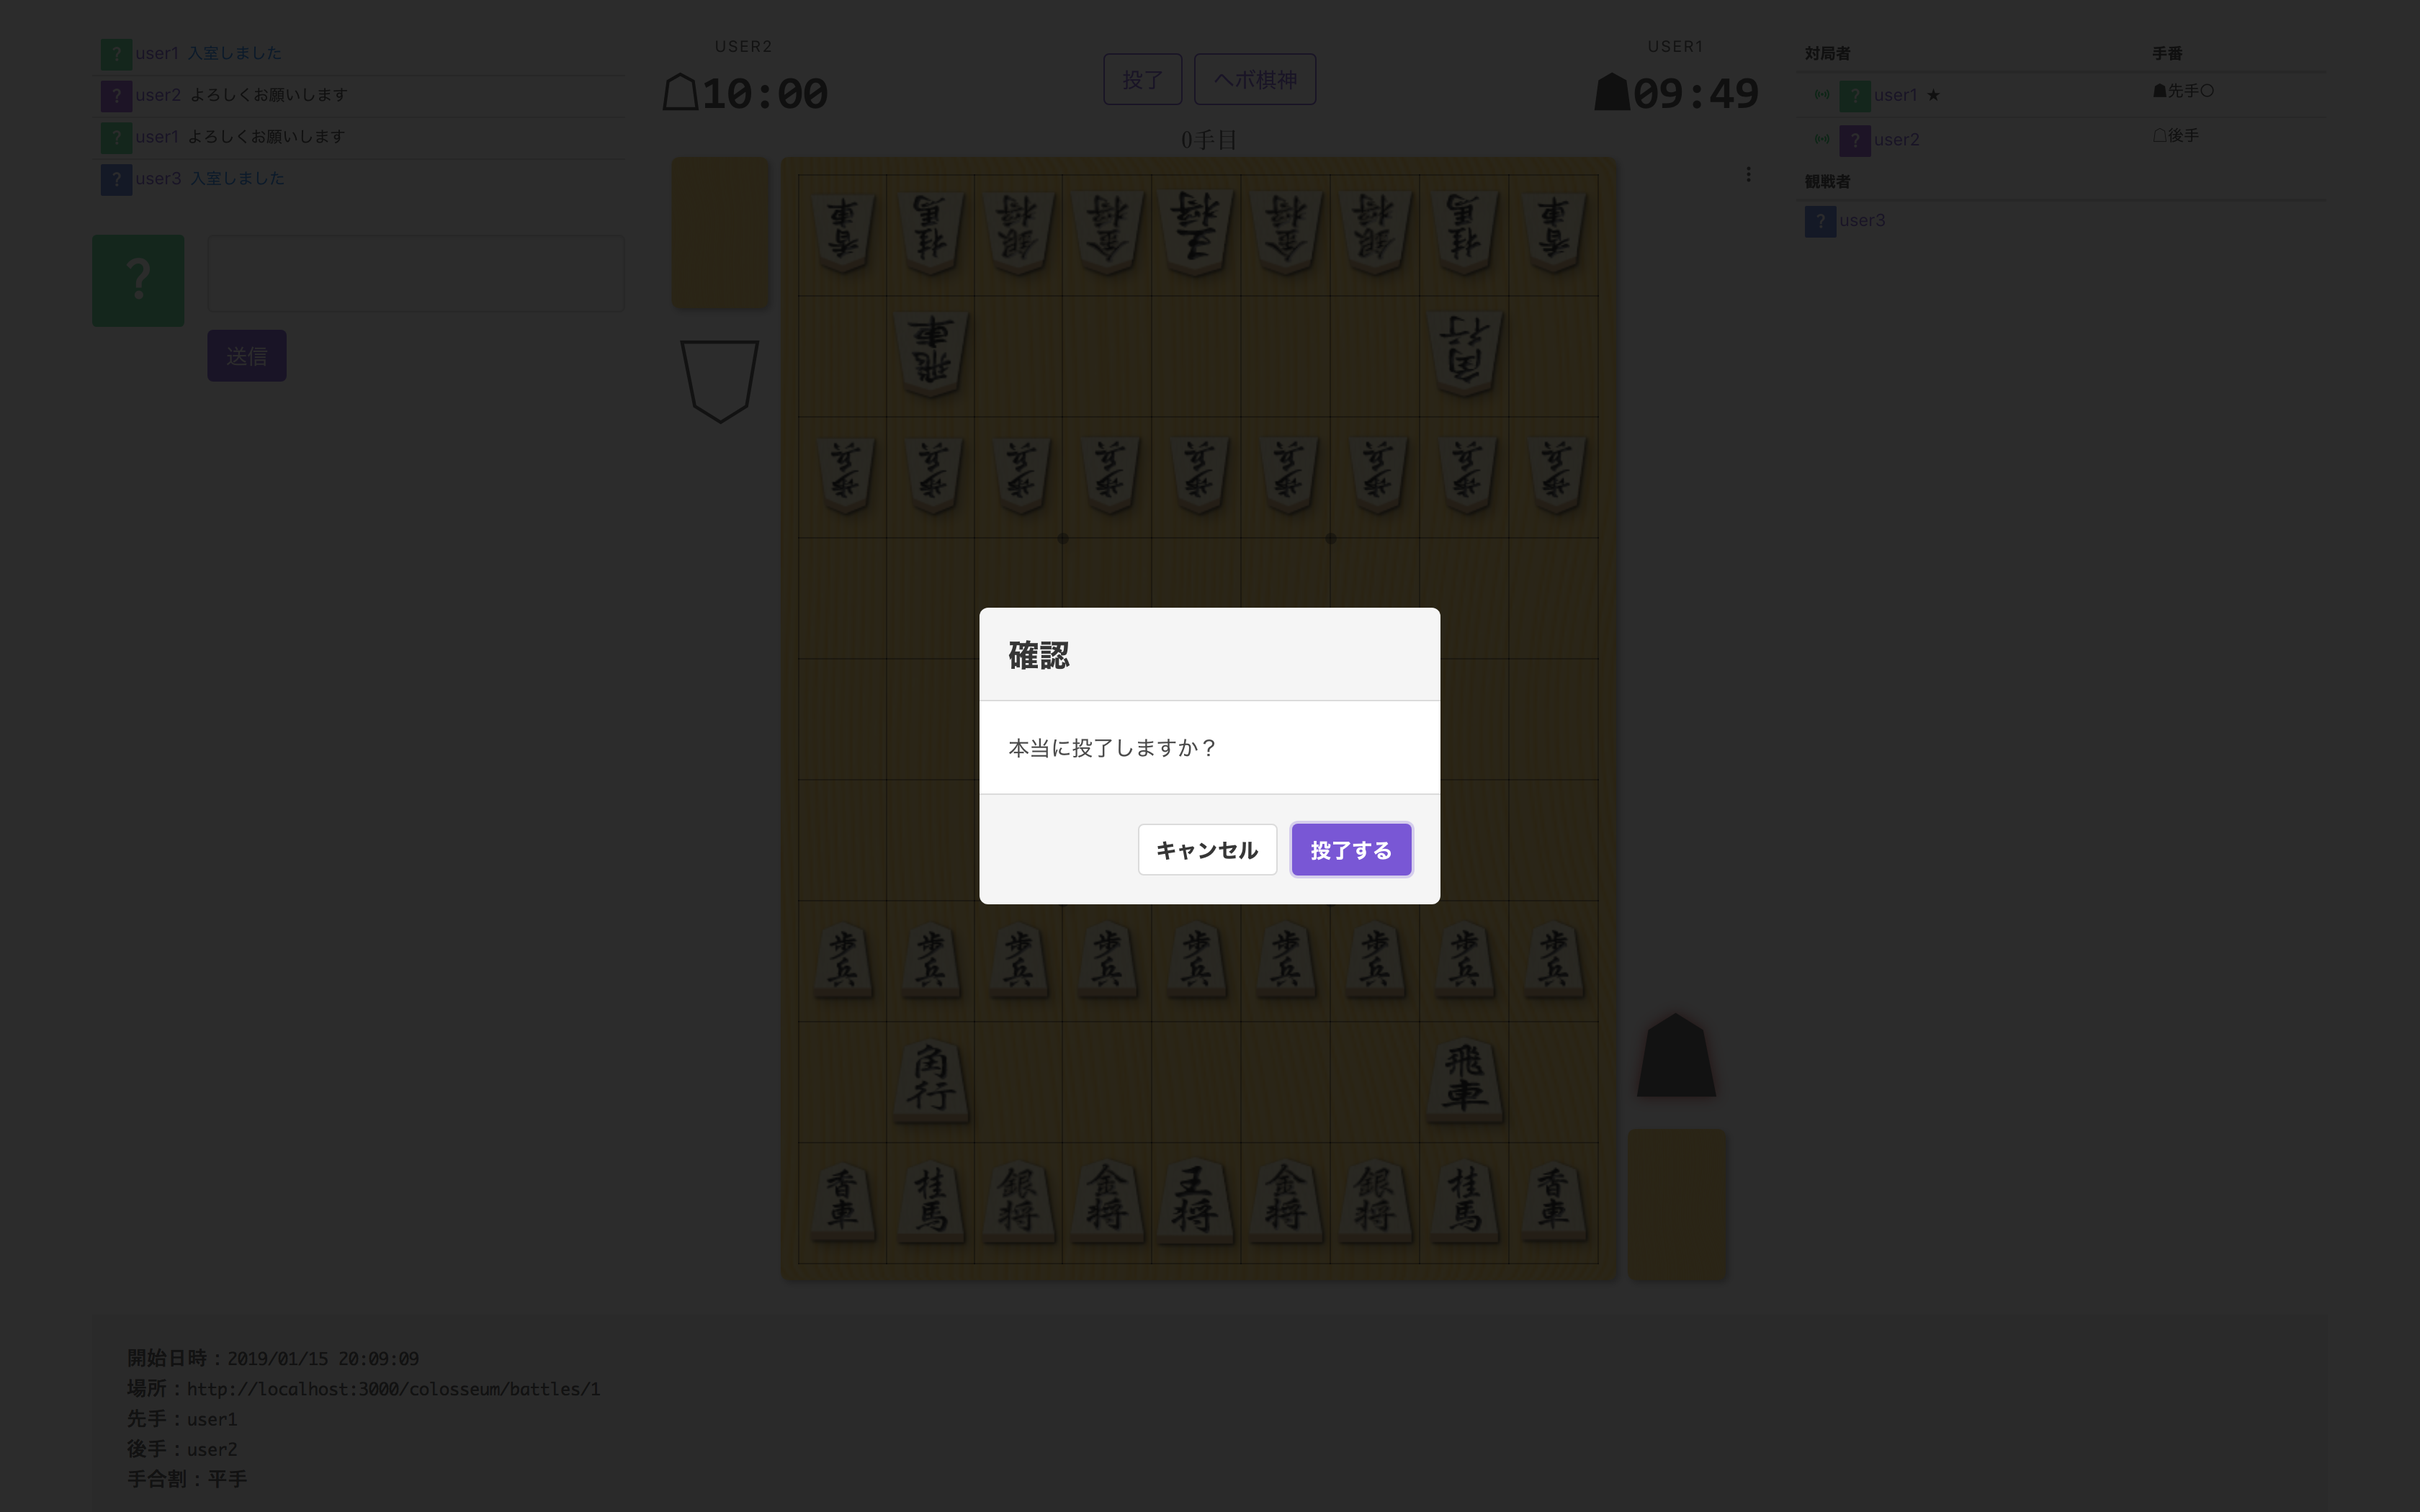 ? user1 入室しました
? user2 よろしくお願いします
? user1 よろしくお願いします
? user3 入室しました
?
送信
USER2
10:00
投了 ヘボ棋神
0手目
USER1
09:49
対局者 手番
? user1 ★ ☗先手○
? user2 ☖後手
観戦者
? user3
香車 桂馬 銀将 金将 王将 金将 銀将 桂馬 香車
飛車 角行
歩兵 歩兵 歩兵 歩兵 歩兵 歩兵 歩兵 歩兵 歩兵
確認
本当に投了しますか？
キャンセル 投了する
歩兵 歩兵 歩兵 歩兵 歩兵 歩兵 歩兵 歩兵 歩兵
角行 飛車
香車 桂馬 銀将 金将 王将 金将 銀将 桂馬 香車
開始日時：2019/01/15 20:09:09
場所：http://localhost:3000/colosseum/battles/1
先手：user1
後手：user2
手合割：平手